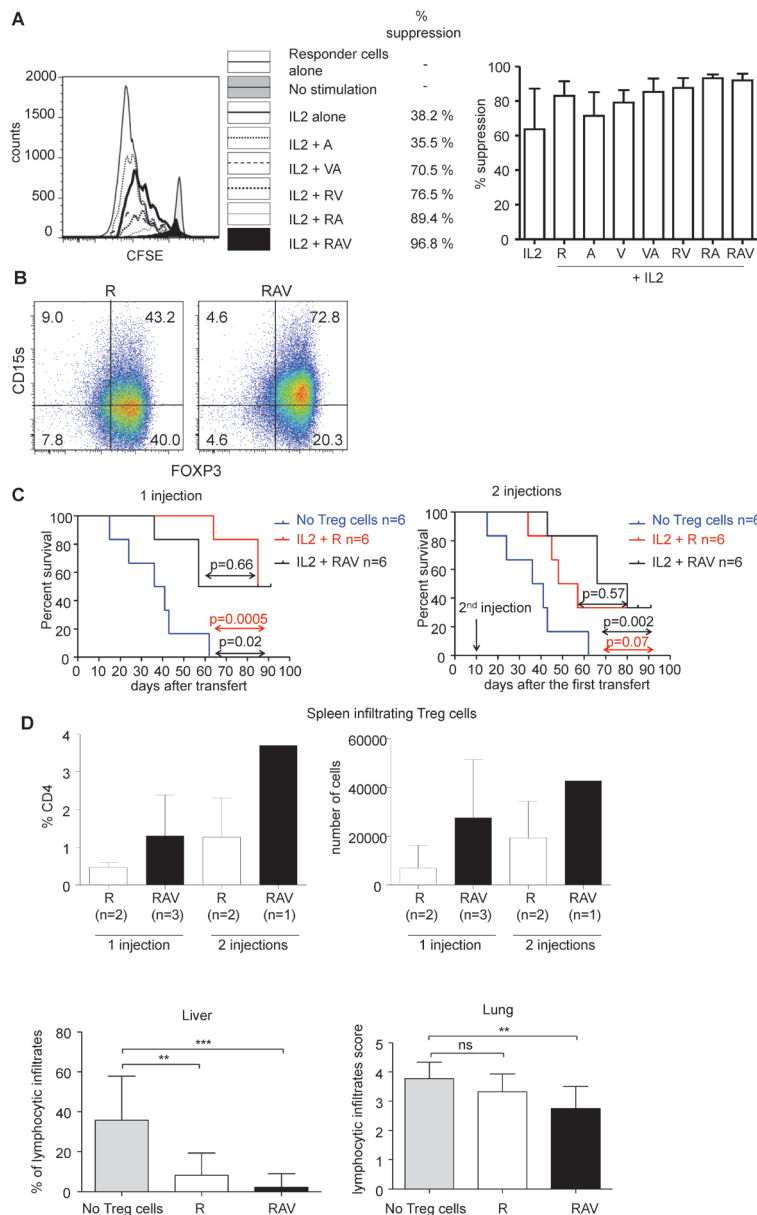 A
%
suppression
Responder cells
alone
-
No stimulation
-
IL2 alone
38.2 %
IL2 + A
35.5 %
IL2 + VA
70.5 %
IL2 + RV
76.5 %
IL2 + RA
89.4 %
IL2 + RAV
96.8 %
counts
2000
1500
1000
500
0
CFSE
% suppression
100
80
60
40
20
0
IL2 R A V VA RV RA RAV
+ IL2
B
R
RAV
CD15s
9.0 43.2
7.8 40.0
4.6 72.8
4.6 20.3
FOXP3
C
1 injection
No Treg cells n=6
IL2 + R n=6
IL2 + RAV n=6
Percent survival
100
80
60
40
20
0
p=0.66
p=0.0005
p=0.02
0 10 20 30 40 50 60 70 80 90 100
days after transfert
2 injections
No Treg cells n=6
IL2 + R n=6
IL2 + RAV n=6
Percent survival
100
80
60
40
20
0
2nd injection
p=0.57
p=0.002
p=0.07
0 10 20 30 40 50 60 70 80 90 100
days after the first transfert
D
Spleen infiltrating Treg cells
% CD4
4
3
2
1
0
R RAV R RAV
(n=2) (n=3) (n=2) (n=1)
1 injection 2 injections
number of cells
60000
40000
20000
0
R RAV R RAV
(n=2) (n=3) (n=2) (n=1)
1 injection 2 injections
Liver
% of lymphocytic infiltrates
80
60
40
20
0
***
**
No Treg cells R RAV
Lung
lymphocytic infiltrates score
5
4
3
2
1
0
**
ns
No Treg cells R RAV